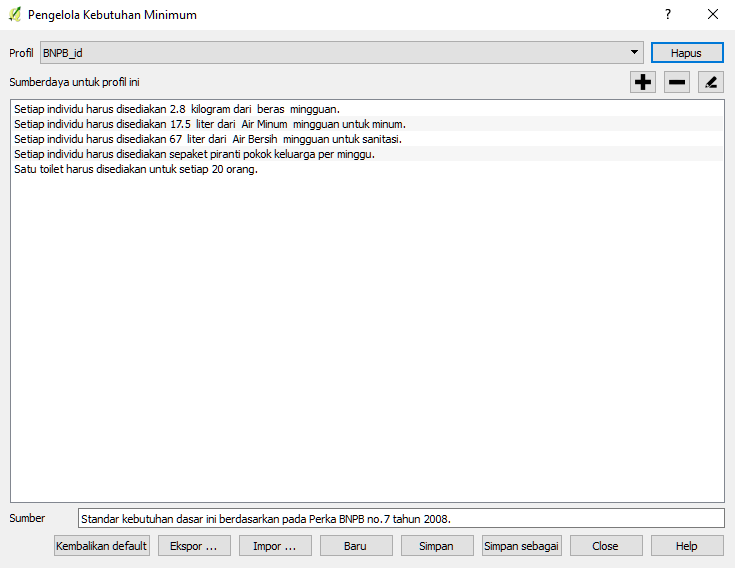 Pengelola Kebutuhan Minimum
?
Profil BNPB_id Hapus
Sumberdaya untuk profil ini
Setiap individu harus disediakan 2.8 kilogram dari beras mingguan.
Setiap individu harus disediakan 17.5 liter dari Air Minum mingguan untuk minum.
Setiap individu harus disediakan 67 liter dari Air Bersih mingguan untuk sanitasi.
Setiap individu harus disediakan sepaket piranti pokok keluarga per minggu.
Satu toilet harus disediakan untuk setiap 20 orang.
Sumber Standar kebutuhan dasar ini berdasarkan pada Perka BNPB no.7 tahun 2008.
Kembalikan default Ekspor ... Impor ... Baru Simpan Simpan sebagai Close Help